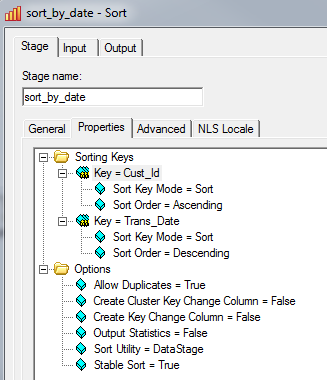 sort_by_date - Sort
Stage Input Output
Stage name:
sort_by_date
General Properties Advanced NLS Locale
Sorting Keys
Key = Cust_Id
Sort Key Mode = Sort
Sort Order = Ascending
Key = Trans_Date
Sort Key Mode = Sort
Sort Order = Descending
Options
Allow Duplicates = True
Create Cluster Key Change Column = False
Create Key Change Column = False
Output Statistics = False
Sort Utility = DataStage
Stable Sort = True